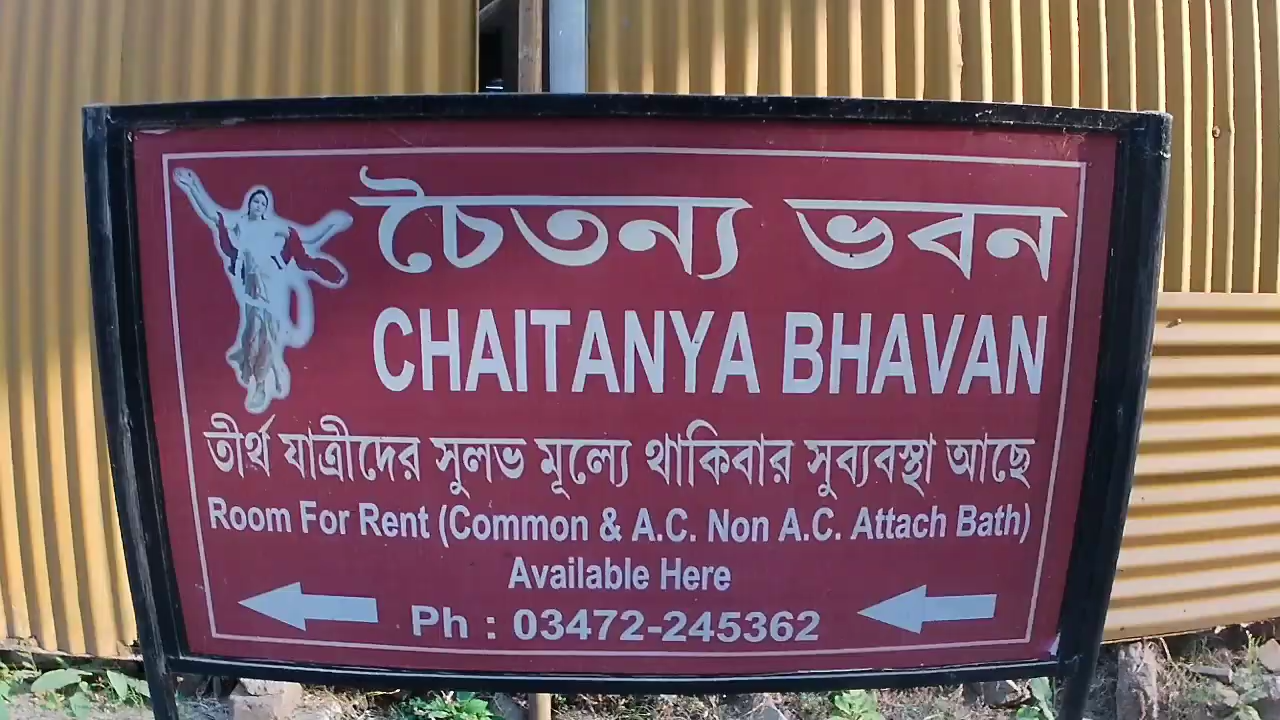 চৈতন্য ভবন
CHAITANYA BHAVAN
তীর্থ যাত্রীদের সুলভ মূল্যে থাকিবার সুব্যবস্থা আছে
Room For Rent (Common & A.C. Non A.C. Attach Bath)
Available Here
Ph : 03472-245362